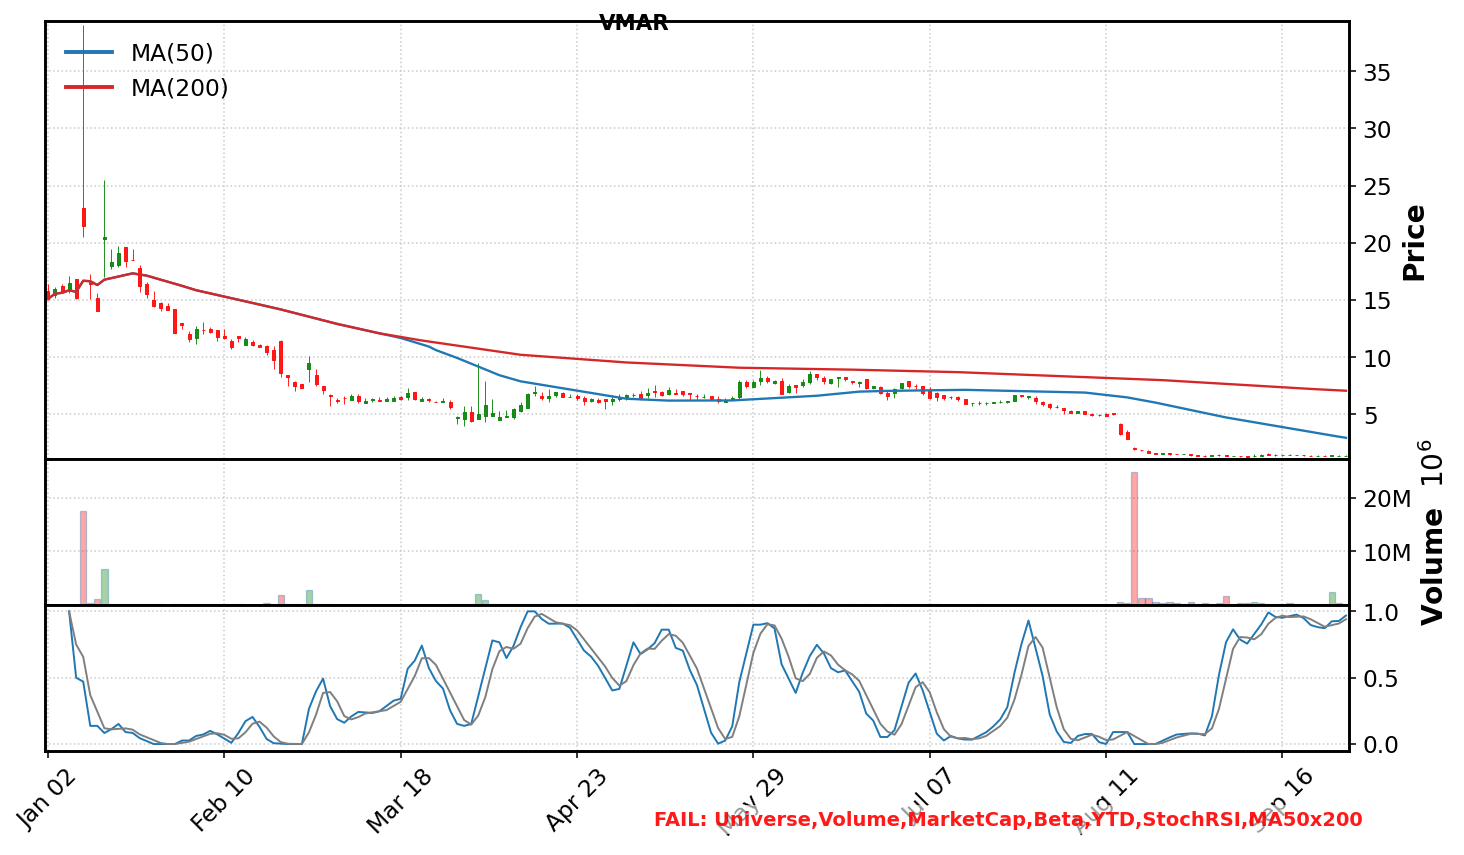 VMAR
MA(50)
MA(200)
35
30
25
20
15
10
5
Price
20M
10M
Volume 10^6
1.0
0.5
0.0
Jan 02
Feb 10
Mar 18
Apr 23
May 29
Jul 07
Aug 11
Sep 16
FAIL: Universe,Volume,MarketCap,Beta,YTD,StochRSI,MA50x200